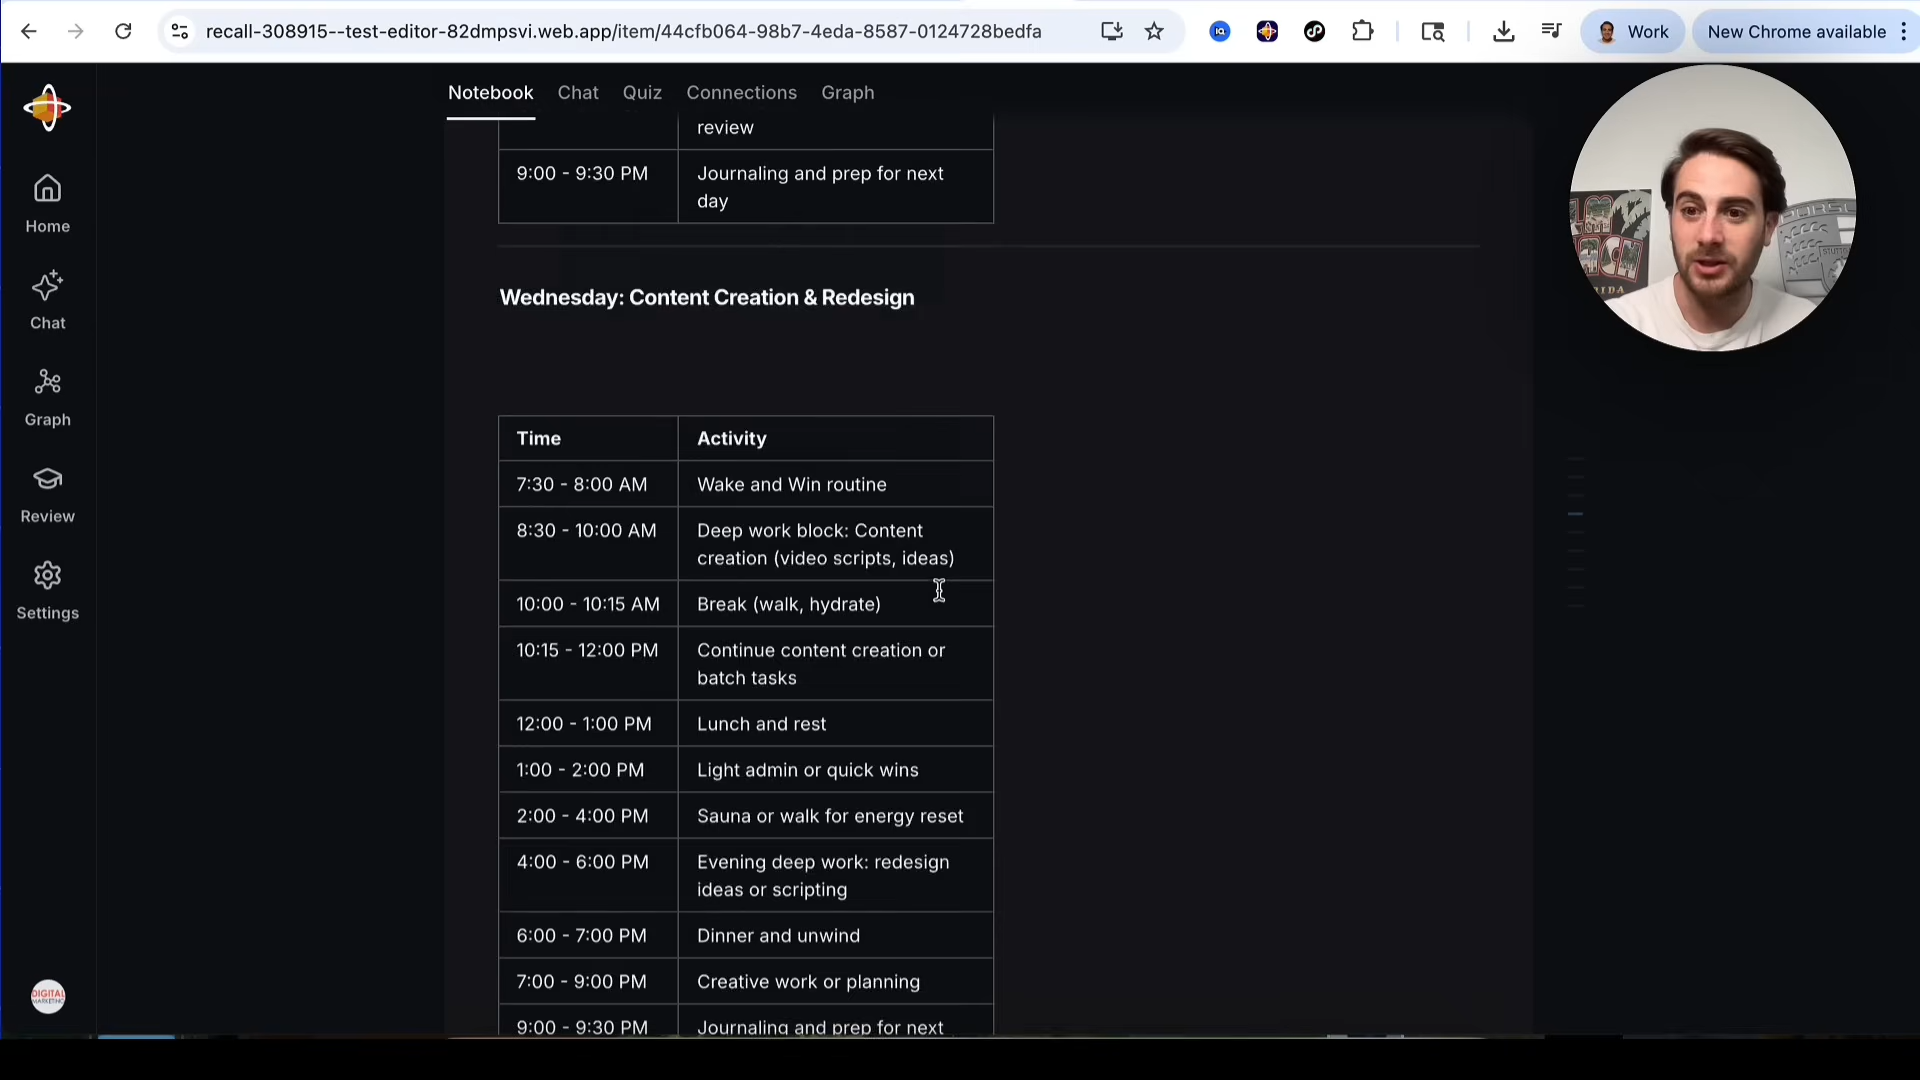 recall-308915--test-editor-82dmpsvi.web.app/item/44cfb064-98b7-4eda-8587-0124728bedfa
Work
New Chrome available
Notebook
Chat
Quiz
Connections
Graph
Home
Chat
Graph
Review
Settings
review
9:00 - 9:30 PM
Journaling and prep for next
day
Wednesday: Content Creation & Redesign
Time
Activity
7:30 - 8:00 AM
Wake and Win routine
8:30 - 10:00 AM
Deep work block: Content
creation (video scripts, ideas)
10:00 - 10:15 AM
Break (walk, hydrate)
10:15 - 12:00 PM
Continue content creation or
batch tasks
12:00 - 1:00 PM
Lunch and rest
1:00 - 2:00 PM
Light admin or quick wins
2:00 - 4:00 PM
Sauna or walk for energy reset
4:00 - 6:00 PM
Evening deep work: redesign
ideas or scripting
6:00 - 7:00 PM
Dinner and unwind
7:00 - 9:00 PM
Creative work or planning
9:00 - 9:30 PM
Journaling and prep for next
DIGITAL
MARKETING